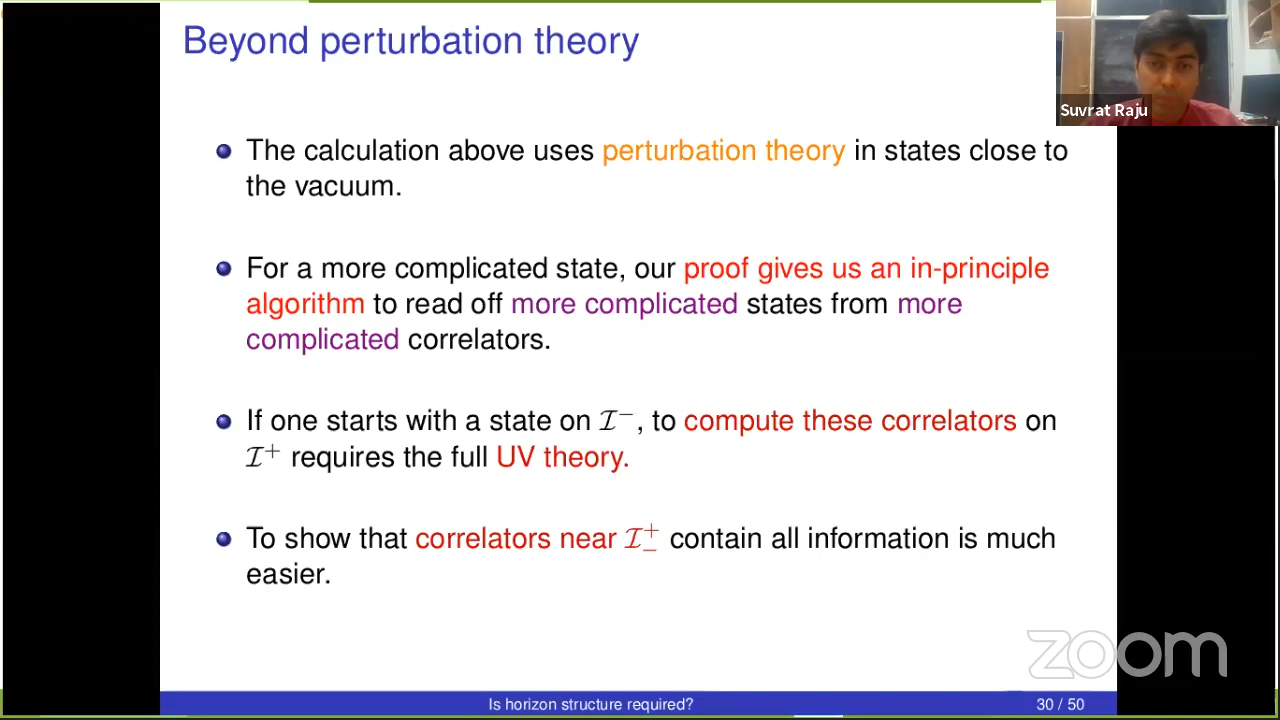 Beyond perturbation theory
Suvrat Raju
The calculation above uses perturbation theory in states close to
the vacuum.
For a more complicated state, our proof gives us an in-principle
algorithm to read off more complicated states from more
complicated correlators.
If one starts with a state on ℐ⁻, to compute these correlators on
ℐ⁺ requires the full UV theory.
To show that correlators near ℐ⁺₋ contain all information is much
easier.
zoom
Is horizon structure required?
30 / 50